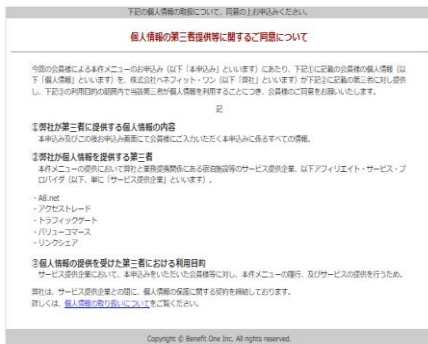 下記の個人情報の取扱について、同意の上お申込みください。
個人情報の第三者提供等に関するご同意について
今回の会員様による本件メニューのお申込み（以下「本申込み」といいます）にあたり、下記①に記載の会員様の個人情報（以
下「個人情報」といいます）を、株式会社ベネフィット・ワン（以下「弊社」といいます）が下記②に記載の第三者に対し提供
し、下記③の利用目的の範囲内で当該第三者が個人情報を利用することにつき、会員様のご同意をお願いいたします。
記
①弊社が第三者に提供する個人情報の内容
本申込み及びこの後お申込み画面にて会員様にご入力いただく本申込みに係るすべての情報。
②弊社が個人情報を提供する第三者
本件メニューの提供において弊社と業務提携関係にある宿泊施設等のサービス提供企業、以下アフィリエイト・サービス・プ
ロバイダ（以下、単に「サービス提供企業」といいます）。
・A8.net
・アクセストレード
・トラフィックゲート
・バリューコマース
・リンクシェア
③個人情報の提供を受けた第三者における利用目的
サービス提供企業において、本申込みをいただいた会員様等に対し、本件メニューの履行、及びサービスの提供を行うため。
弊社は、サービス提供企業との間に、個人情報の保護に関する契約を締結しております。
詳しくは、個人情報の取り扱いについてをご覧ください。
Copyright © Benefit One Inc. All rights reserved.